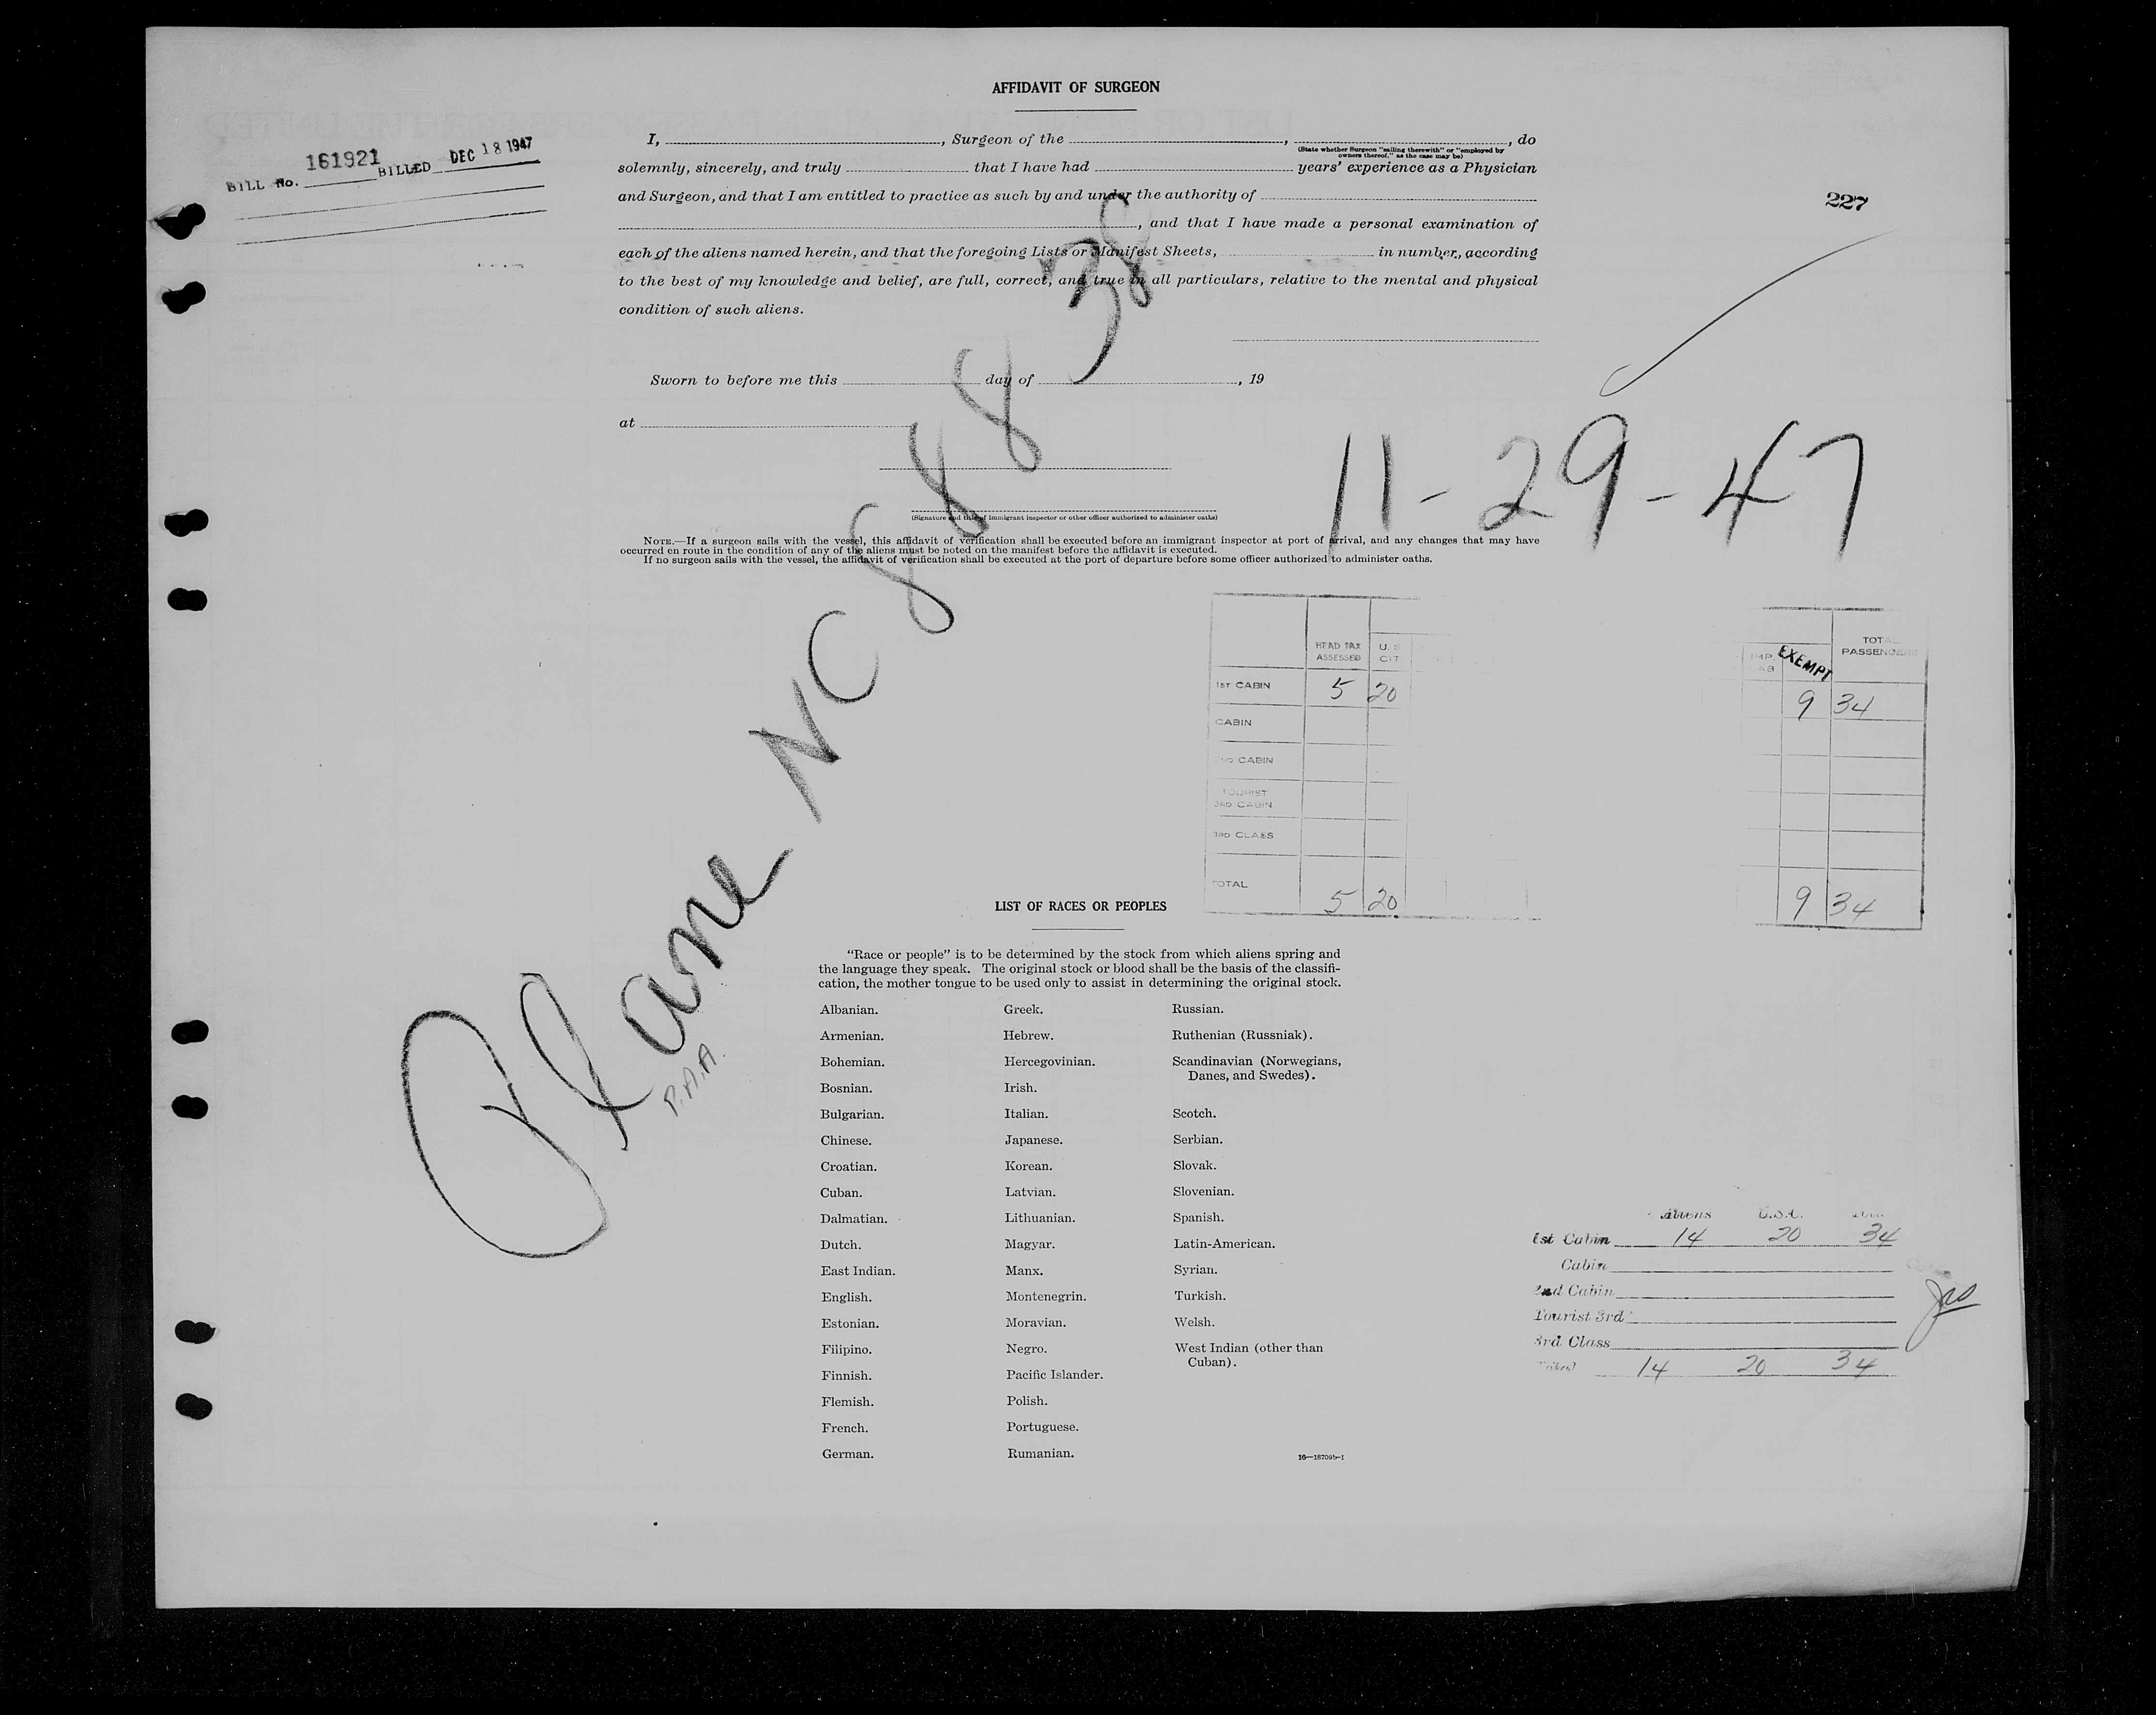 AFFIDAVIT OF SURGEON
BILL No. 161921 BILLED DEC 18 1947
I, , Surgeon of the , , do
(State whether Surgeon "sailing therewith" or "employed by
owners thereof," as the case may be)
solemnly, sincerely, and truly that I have had years' experience as a Physician
and Surgeon, and that I am entitled to practice as such by and under the authority of
, and that I have made a personal examination of
each of the aliens named herein, and that the foregoing Lists or Manifest Sheets, in number, according
to the best of my knowledge and belief, are full, correct, and true in all particulars, relative to the mental and physical
condition of such aliens.
227
Sworn to before me this day of , 19
at
11-29-47
(Signature and title of immigrant inspector or other officer authorized to administer oaths)
NOTE.—If a surgeon sails with the vessel, this affidavit of verification shall be executed before an immigrant inspector at port of arrival, and any changes that may have
occurred en route in the condition of any of the aliens must be noted on the manifest before the affidavit is executed.
If no surgeon sails with the vessel, the affidavit of verification shall be executed at the port of departure before some officer authorized to administer oaths.
Plane NC 88838
P.A.A.
HEAD TAX ASSESSED U. S. CIT. EXEMPT TOTAL PASSENGERS
1ST CABIN 5 20 9 34
CABIN
2ND CABIN
TOURIST
3RD CABIN
3RD CLASS
TOTAL 5 20 9 34
LIST OF RACES OR PEOPLES
"Race or people" is to be determined by the stock from which aliens spring and
the language they speak. The original stock or blood shall be the basis of the classifi-
cation, the mother tongue to be used only to assist in determining the original stock.
Albanian. Greek. Russian.
Armenian. Hebrew. Ruthenian (Russniak).
Bohemian. Hercegovinian. Scandinavian (Norwegians,
Danes, and Swedes).
Bosnian. Irish.
Bulgarian. Italian. Scotch.
Chinese. Japanese. Serbian.
Croatian. Korean. Slovak.
Cuban. Latvian. Slovenian.
Dalmatian. Lithuanian. Spanish.
Dutch. Magyar. Latin-American.
East Indian. Manx. Syrian.
English. Montenegrin. Turkish.
Estonian. Moravian. Welsh.
Filipino. Negro. West Indian (other than
Cuban).
Finnish. Pacific Islander.
Flemish. Polish.
French. Portuguese.
German. Rumanian.
16—18709b-1
Aliens U.S.C.
1st Cabin 14 20 34
Cabin
2nd Cabin
Tourist 3rd
3rd Class
Total 14 20 34